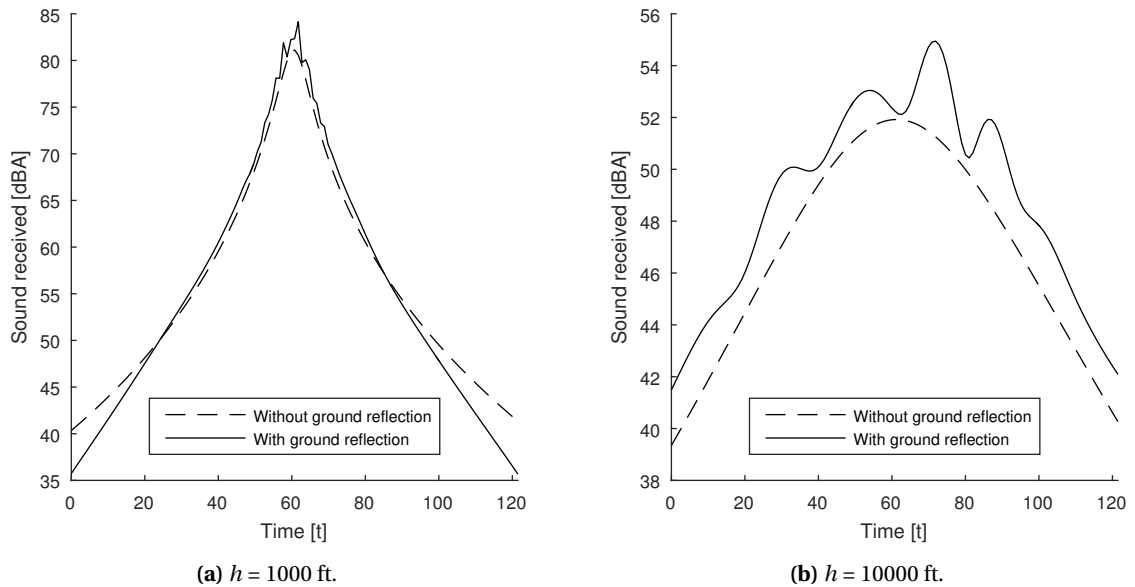 85
80
75
70
65
60
55
50
45
40
35
Sound received [dBA]
Without ground reflection
With ground reflection
0 20 40 60 80 100 120
Time [t]
(a) h = 1000 ft.
56
54
52
50
48
46
44
42
40
38
Sound received [dBA]
Without ground reflection
With ground reflection
0 20 40 60 80 100 120
Time [t]
(b) h = 10000 ft.